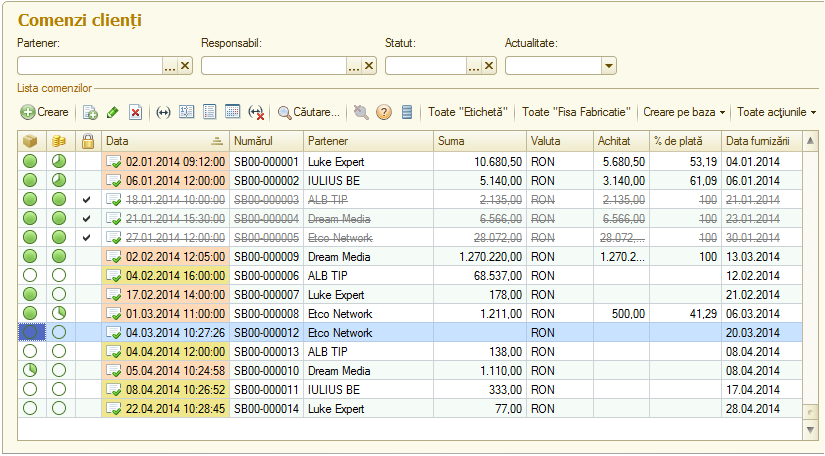 Comenzi clienți
Partener: Responsabil: Statut: Actualitate:
Lista comenzilor
Creare Căutare... Toate "Etichetă" Toate "Fisa Fabricatie" Creare pe baza Toate acțiunile
Data Numărul Partener Suma Valuta Achitat % de plată Data furnizării
02.01.2014 09:12:00 SB00-000001 Luke Expert 10.680,50 RON 5.680,50 53,19 04.01.2014
06.01.2014 12:00:00 SB00-000002 IULIUS BE 5.140,00 RON 3.140,00 61,09 06.01.2014
18.01.2014 10:00:00 SB00-000003 ALB TIP 2.135,00 RON 2.135,00 100 21.01.2014
21.01.2014 15:30:00 SB00-000004 Dream Media 6.566,00 RON 6.566,00 100 23.01.2014
27.01.2014 12:00:00 SB00-000005 Etco Network 28.072,00 RON 28.072,... 100 30.01.2014
02.02.2014 12:05:00 SB00-000009 Dream Media 1.270.220,00 RON 1.270.2... 100 13.03.2014
04.02.2014 16:00:00 SB00-000006 ALB TIP 68.537,00 RON 12.02.2014
17.02.2014 14:00:00 SB00-000007 Luke Expert 178,00 RON 21.02.2014
01.03.2014 11:00:00 SB00-000008 Etco Network 1.211,00 RON 500,00 41,29 06.03.2014
04.03.2014 10:27:26 SB00-000012 Etco Network RON 20.03.2014
04.04.2014 12:00:00 SB00-000013 ALB TIP 138,00 RON 08.04.2014
05.04.2014 10:24:58 SB00-000010 Dream Media 1.110,00 RON 08.04.2014
08.04.2014 10:26:52 SB00-000011 IULIUS BE 333,00 RON 17.04.2014
22.04.2014 10:28:45 SB00-000014 Luke Expert 77,00 RON 28.04.2014